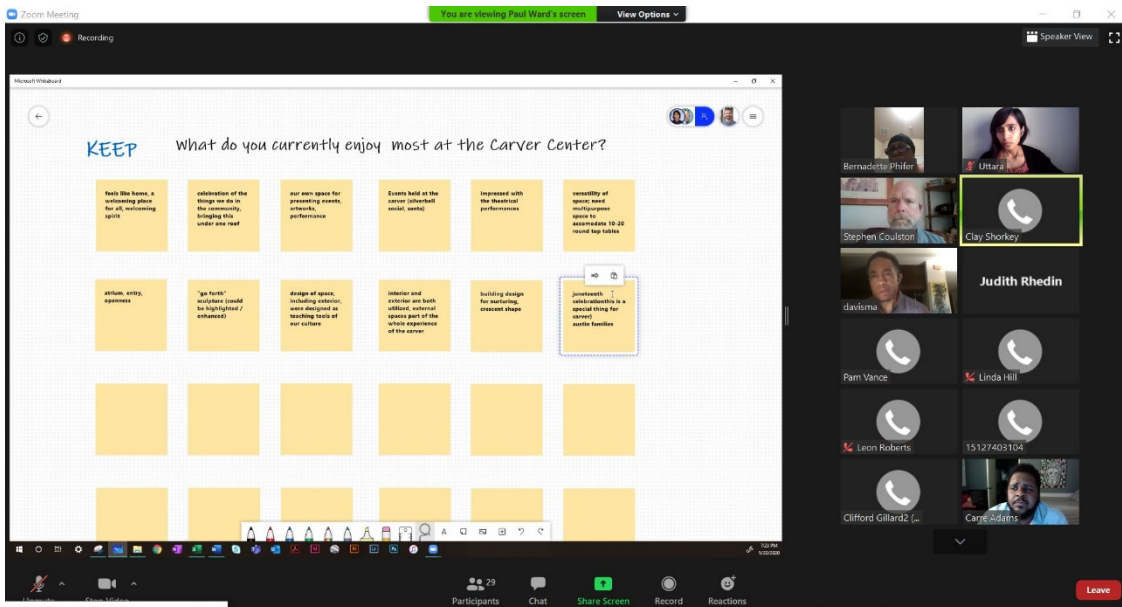 Zoom Meeting
You are viewing Paul Ward's screen
View Options
Recording
Speaker View
Microsoft Whiteboard
KEEP
What do you currently enjoy most at the Carver Center?
feels like home, a
welcoming place
for all, welcoming
spirit
celebration of the
things we do in
the community,
bringing this
under one roof
our own space for
presenting events,
artworks,
performance
Events held at the
carver (silverbell
social, santa)
impressed with
the theatrical
performances
versatility of
space; need
multipurpose
space to
accomodate 10-20
round top tables
atrium, entry,
openness
"go forth"
sculpture (could
be highlighted /
enhanced)
design of space,
including exterior,
were designed as
teaching tools of
our culture
interior and
exterior are both
utilized, external
spaces part of the
whole experience
of the carver
building design
for nurturing,
crescent shape
juneteenth
celebrationthis is a
special thing for
carver)
austin families
Bernadette Phifer
Uttara
Stephen Coulston
Clay Shorkey
davisma
Judith Rhedin
Pam Vance
Linda Hill
Leon Roberts
15127403104
Clifford Gillard2 (...
Carre Adams
5/20/2020
Unmute
Stop Video
29
Participants
Chat
Share Screen
Record
Reactions
Leave